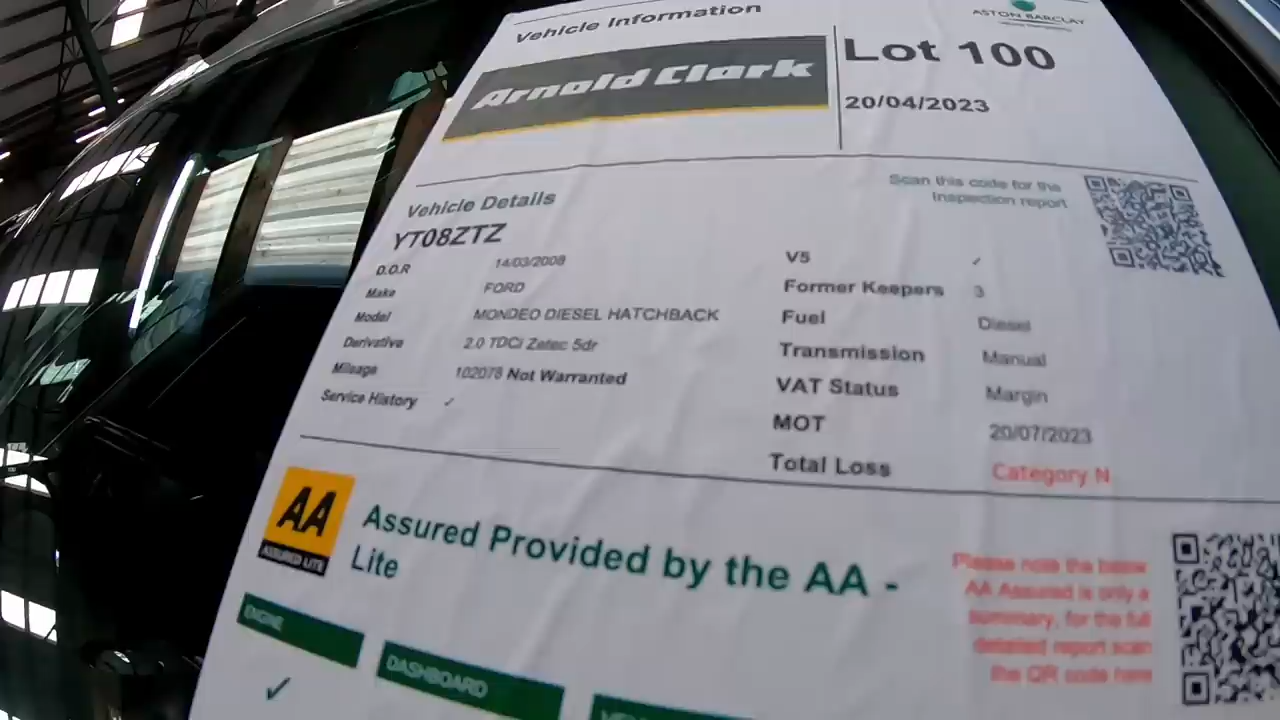 Vehicle Information
ASTON BARCLAY
Arnold Clark
Lot 100
20/04/2023
Scan this code for the
Inspection report
Vehicle Details
YT08ZTZ
D.O.R 14/03/2008
Make FORD
Model MONDEO DIESEL HATCHBACK
Derivative 2.0 TDCi Zetec 5dr
Mileage 102078 Not Warranted
Service History ✓
V5 ✓
Former Keepers 3
Fuel Diesel
Transmission Manual
VAT Status Margin
MOT 20/07/2023
Total Loss Category N
AA
ASSURED LITE
Assured Provided by the AA -
Lite
Please note the below
AA Assured is only a
summary, for the full
detailed report scan
the QR code here
ENGINE
✓
DASHBOARD